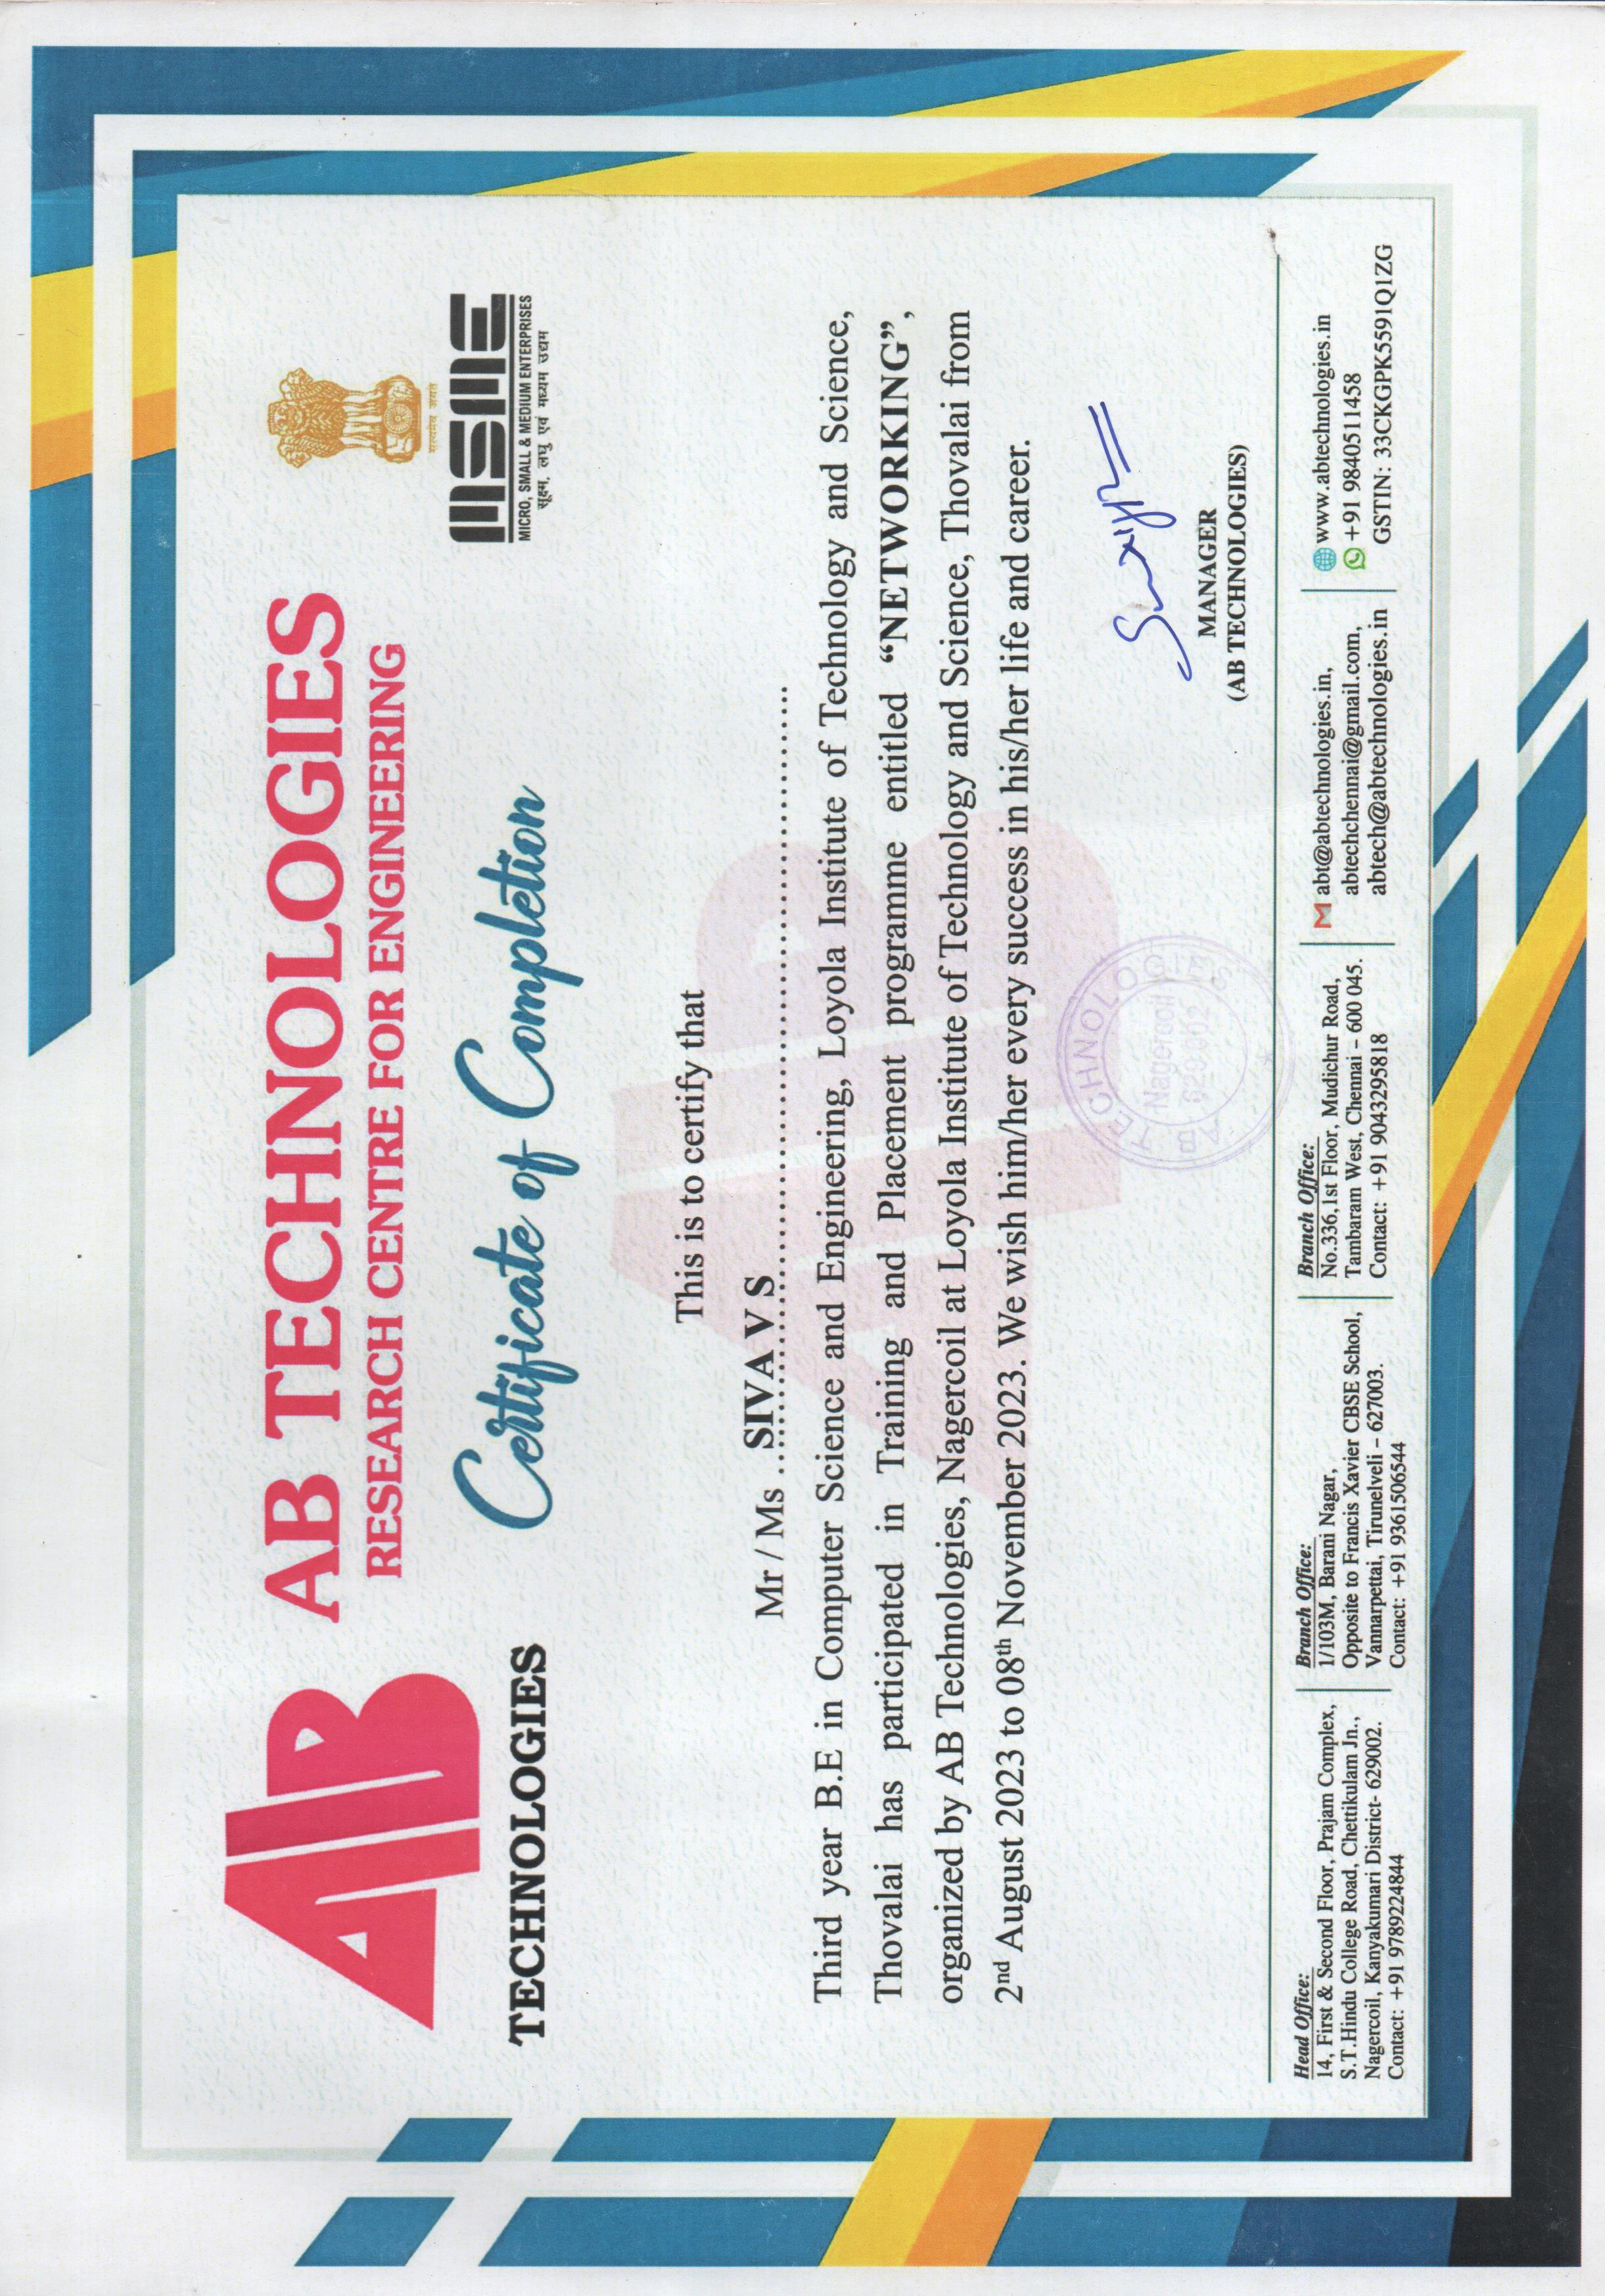 AB
TECHNOLOGIES
AB TECHNOLOGIES
RESEARCH CENTRE FOR ENGINEERING
Certificate of Completion
सत्यमेव जयते
MSME
MICRO, SMALL & MEDIUM ENTERPRISES
सूक्ष्म, लघु एवं मध्यम उद्यम
This is to certify that
Mr / Ms ..SIVA V S..........................................................
Third year B.E in Computer Science and Engineering, Loyola Institute of Technology and Science,
Thovalai has participated in Training and Placement programme entitled “NETWORKING”,
organized by AB Technologies, Nagercoil at Loyola Institute of Technology and Science, Thovalai from
2nd August 2023 to 08th November 2023. We wish him/her every success in his/her life and career.
AB TECHNOLOGIES
Nagercoil
629 002
MANAGER
(AB TECHNOLOGIES)
Head Office:
14, First & Second Floor, Prajam Complex,
S.T.Hindu College Road, Chettikulam Jn.,
Nagercoil, Kanyakumari District- 629002.
Contact: +91 9789224844
Branch Office:
1/103M, Barani Nagar,
Opposite to Francis Xavier CBSE School,
Vannarpettai, Tirunelveli – 627003.
Contact: +91 9361506544
Branch Office:
No.336,1st Floor, Mudichur Road,
Tambaram West, Chennai – 600 045.
Contact: +91 9043295818
abt@abtechnologies.in,
abtechchennai@gmail.com,
abtech@abtechnologies.in
www.abtechnologies.in
+91 9840511458
GSTIN: 33CKGPK5591Q1ZG